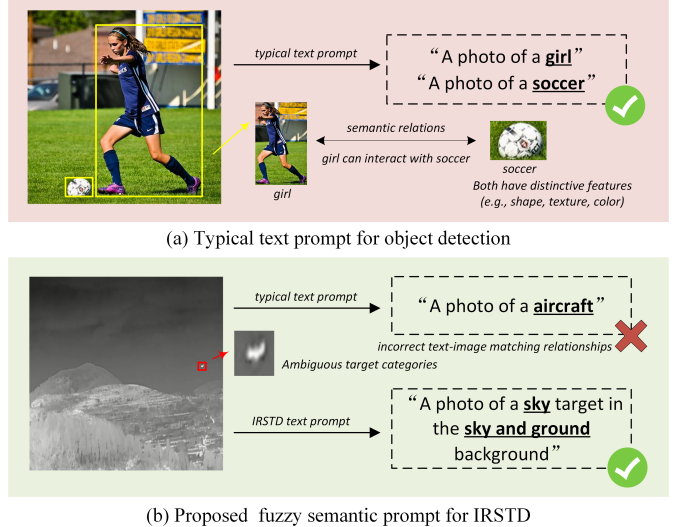 typical text prompt
“A photo of a girl”
“A photo of a soccer”
semantic relations
girl can interact with soccer
girl
soccer
Both have distinctive features
(e.g., shape, texture, color)
(a) Typical text prompt for object detection
typical text prompt
“A photo of a aircraft”
incorrect text-image matching relationships
Ambiguous target categories
IRSTD text prompt
“A photo of a sky target in
the sky and ground
background”
(b) Proposed fuzzy semantic prompt for IRSTD